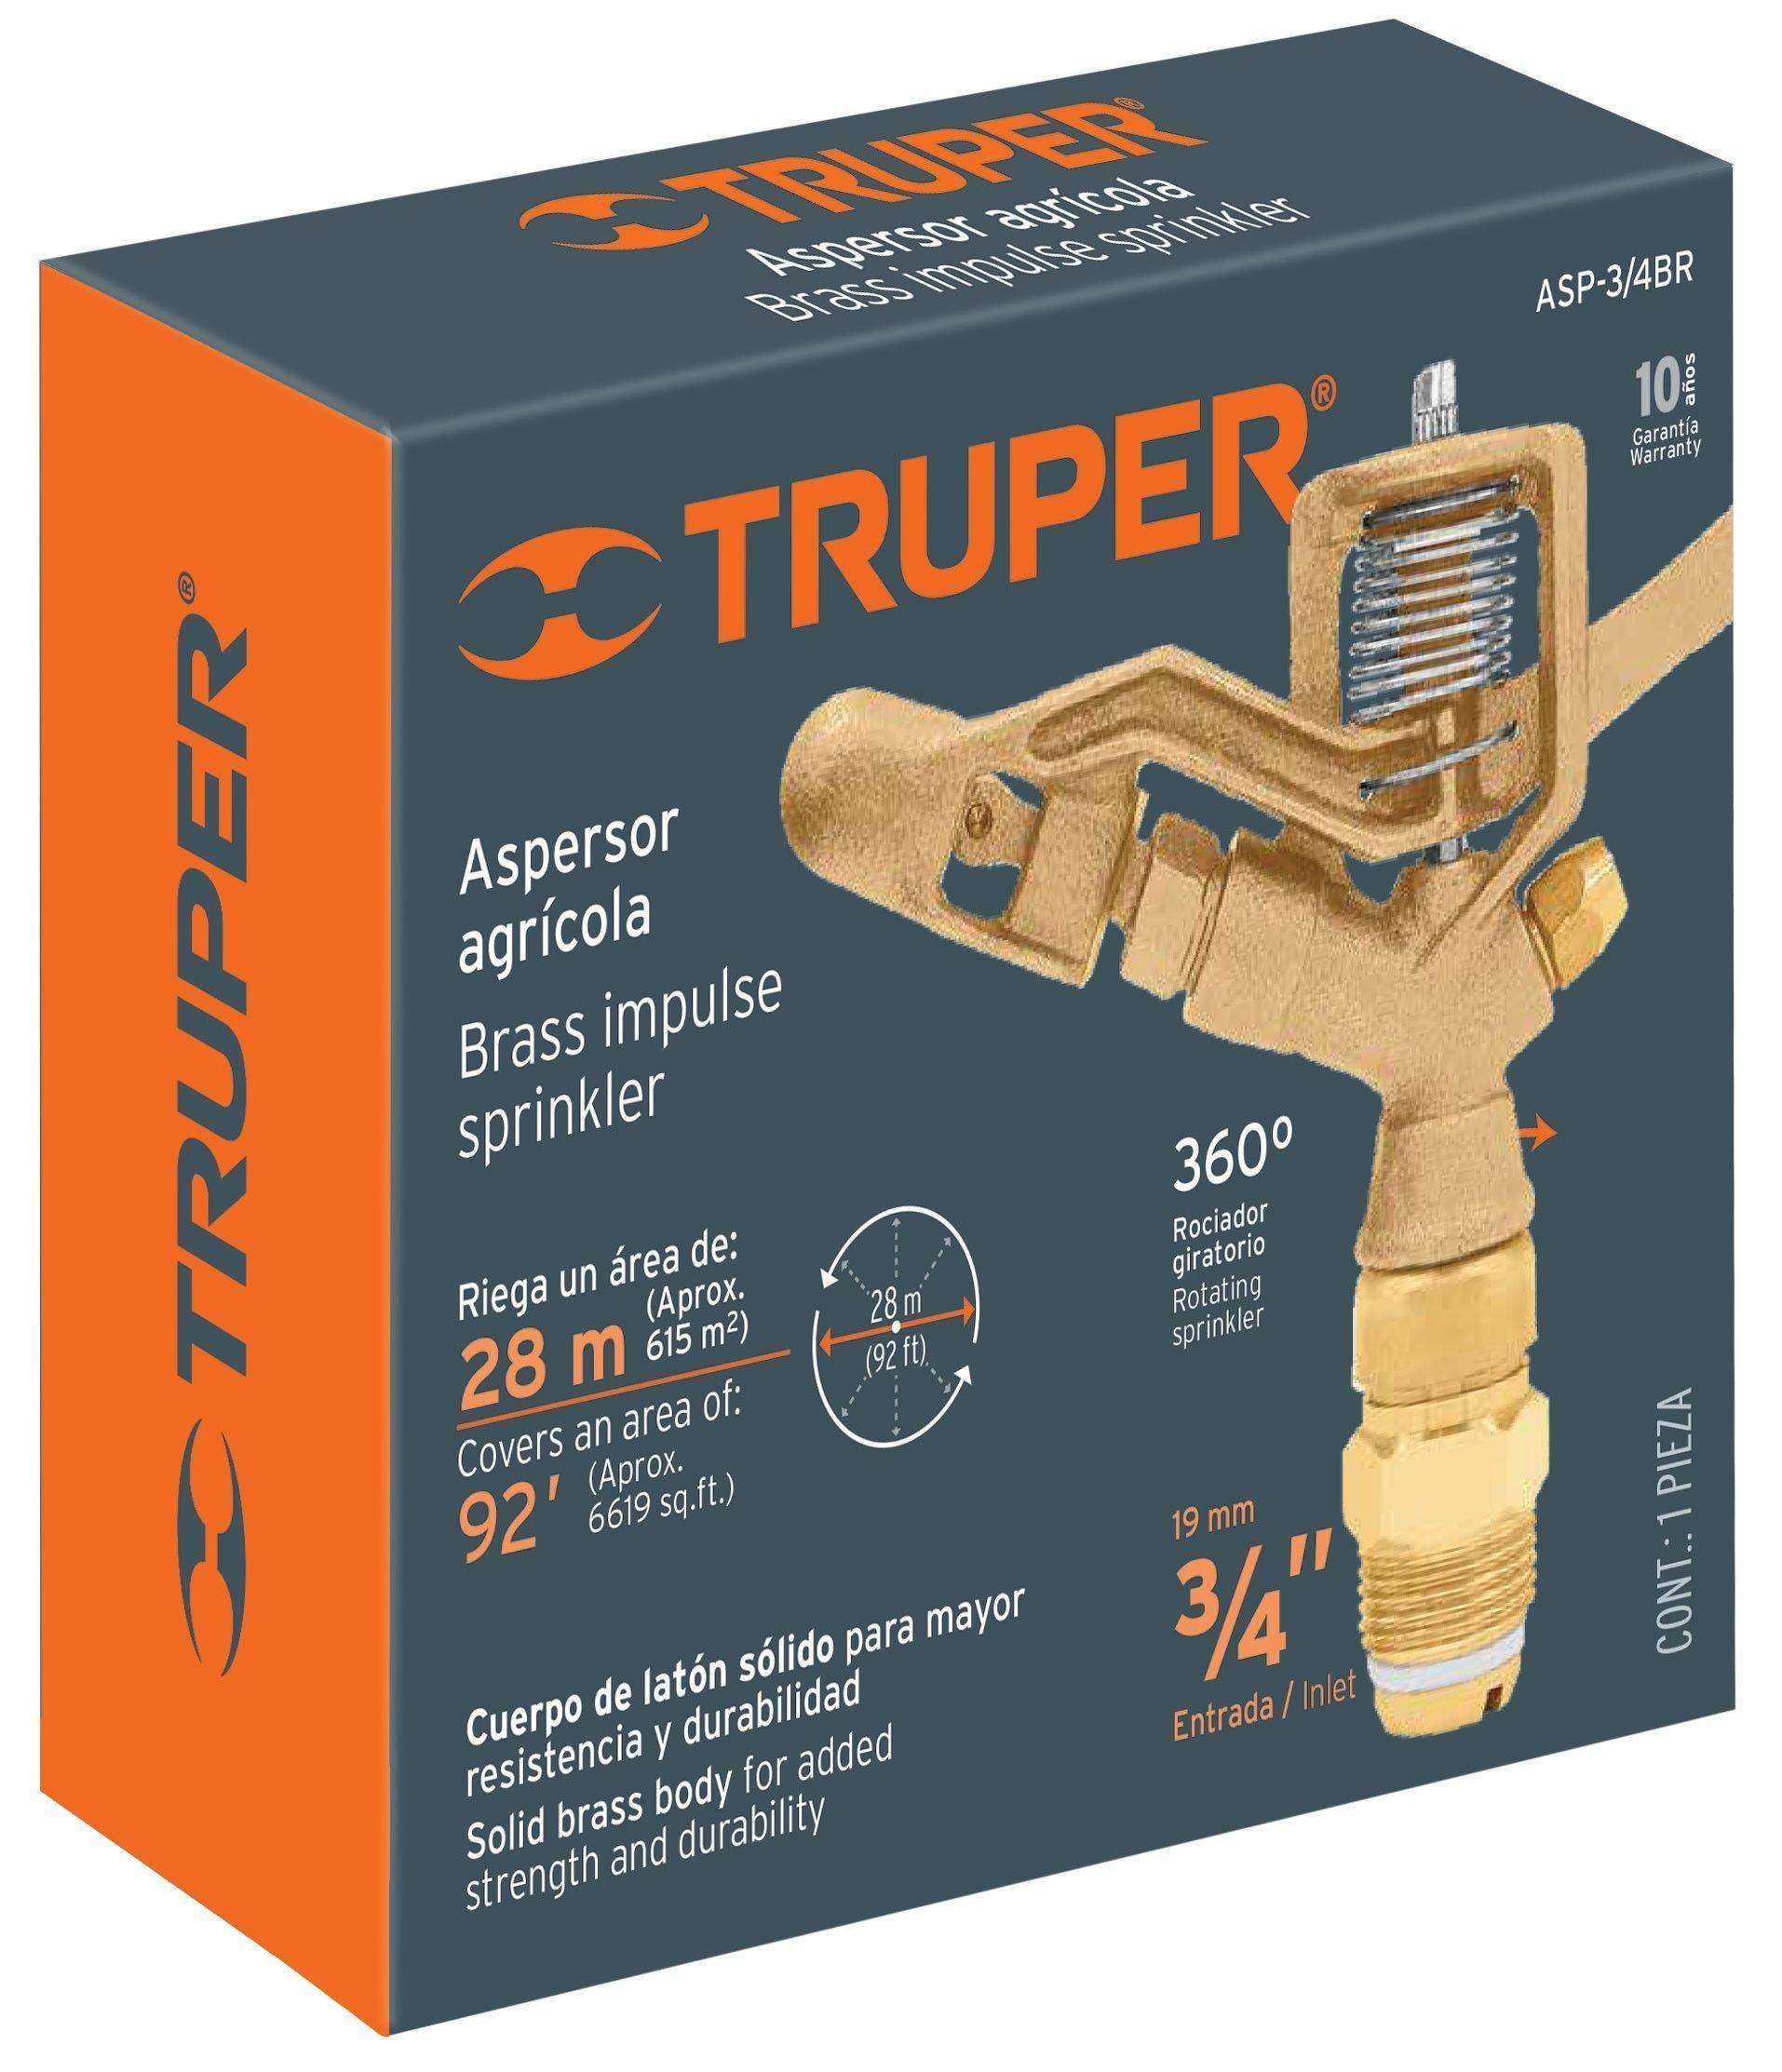 TRUPER®
Aspersor agrícola
Brass impulse sprinkler
TRUPER®
ASP-3/4BR
10 años
Garantía
Warranty
TRUPER®
Aspersor
agrícola
Brass impulse
sprinkler
Riega un área de:
28 m (Aprox.
615 m²)
Covers an area of:
92' (Aprox.
6619 sq.ft.)
28 m
(92 ft)
360º
Rociador
giratorio
Rotating
sprinkler
19 mm
3/4"
Entrada / Inlet
Cuerpo de latón sólido para mayor
resistencia y durabilidad
Solid brass body for added
strength and durability
CONT.: 1 PIEZA